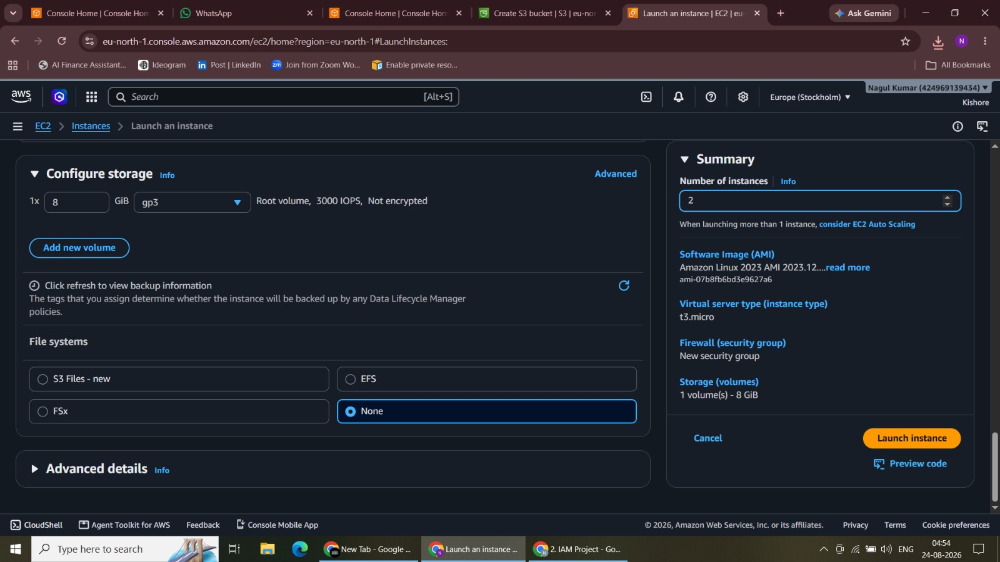 Console Home | Console Hom
WhatsApp
Console Home | Console Hom
Create S3 bucket | S3 | eu-nor
Launch an instance | EC2 | eu-
Ask Gemini
eu-north-1.console.aws.amazon.com/ec2/home?region=eu-north-1#LaunchInstances:
N
AI Finance Assistant...
Ideogram
in Post | LinkedIn
zm Join from Zoom Wo...
Enable private reso...
All Bookmarks
aws
Search
[Alt+S]
Europe (Stockholm)
Nagul Kumar (424969139434)
Kishore
EC2
Instances
Launch an instance
Configure storage
Info
Advanced
1x
8
GiB
gp3
Root volume, 3000 IOPS, Not encrypted
Add new volume
Click refresh to view backup information
The tags that you assign determine whether the instance will be backed up by any Data Lifecycle Manager
policies.
File systems
S3 Files - new
EFS
FSx
None
Advanced details
Info
Summary
Number of instances
Info
2
When launching more than 1 instance, consider EC2 Auto Scaling
Software Image (AMI)
Amazon Linux 2023 AMI 2023.12....read more
ami-07b8fb6bd3e9627a6
Virtual server type (instance type)
t3.micro
Firewall (security group)
New security group
Storage (volumes)
1 volume(s) - 8 GiB
Cancel
Launch instance
Preview code
CloudShell
Agent Toolkit for AWS
Feedback
Console Mobile App
© 2026, Amazon Web Services, Inc. or its affiliates.
Privacy
Terms
Cookie preferences
Type here to search
New Tab - Google ...
Launch an instance ...
2. IAM Project - Go...
ENG
04:54
24-08-2026